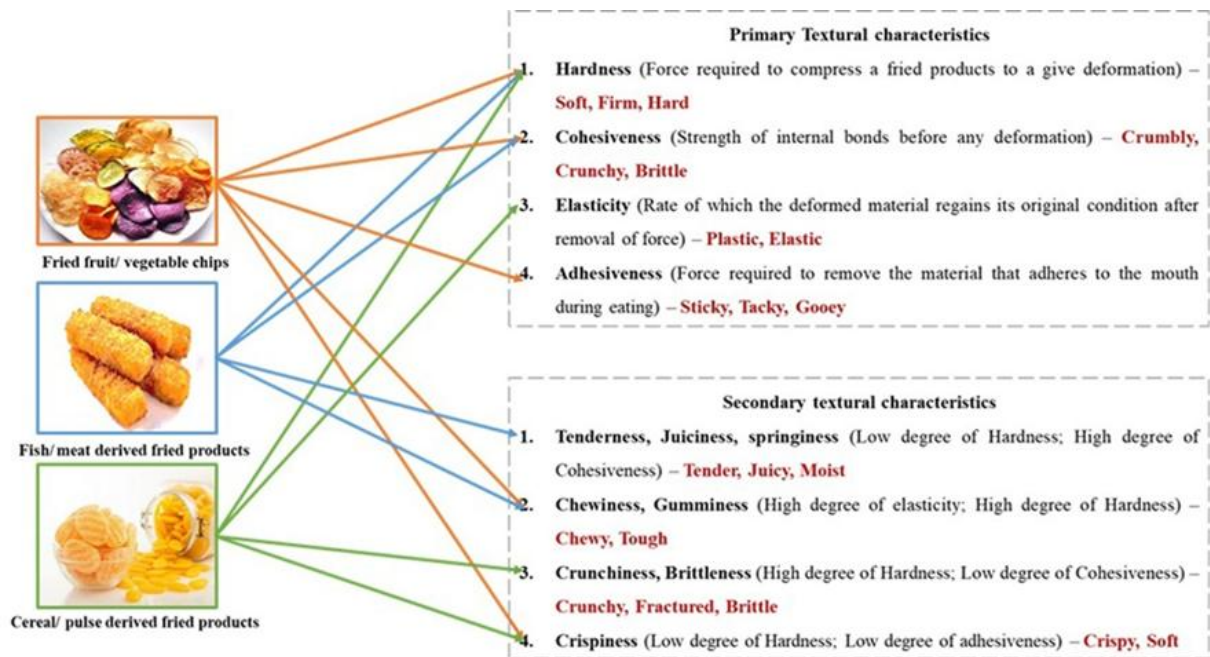 Fried fruit/ vegetable chips
Fish/meat derived fried products
Cereal/ pulse derived fried products
Primary Textural characteristics
1. Hardness (Force required to compress a fried products to a give deformation) –
Soft, Firm, Hard
2. Cohesiveness (Strength of internal bonds before any deformation) – Crumbly,
Crunchy, Brittle
3. Elasticity (Rate of which the deformed material regains its original condition after
removal of force) – Plastic, Elastic
4. Adhesiveness (Force required to remove the material that adheres to the mouth
during eating) – Sticky, Tacky, Gooey
Secondary textural characteristics
1. Tenderness, Juiciness, springiness (Low degree of Hardness; High degree of
Cohesiveness) – Tender, Juicy, Moist
2. Chewiness, Gumminess (High degree of elasticity; High degree of Hardness) –
Chewy, Tough
3. Crunchiness, Brittleness (High degree of Hardness; Low degree of Cohesiveness) –
Crunchy, Fractured, Brittle
4. Crispiness (Low degree of Hardness; Low degree of adhesiveness) – Crispy, Soft